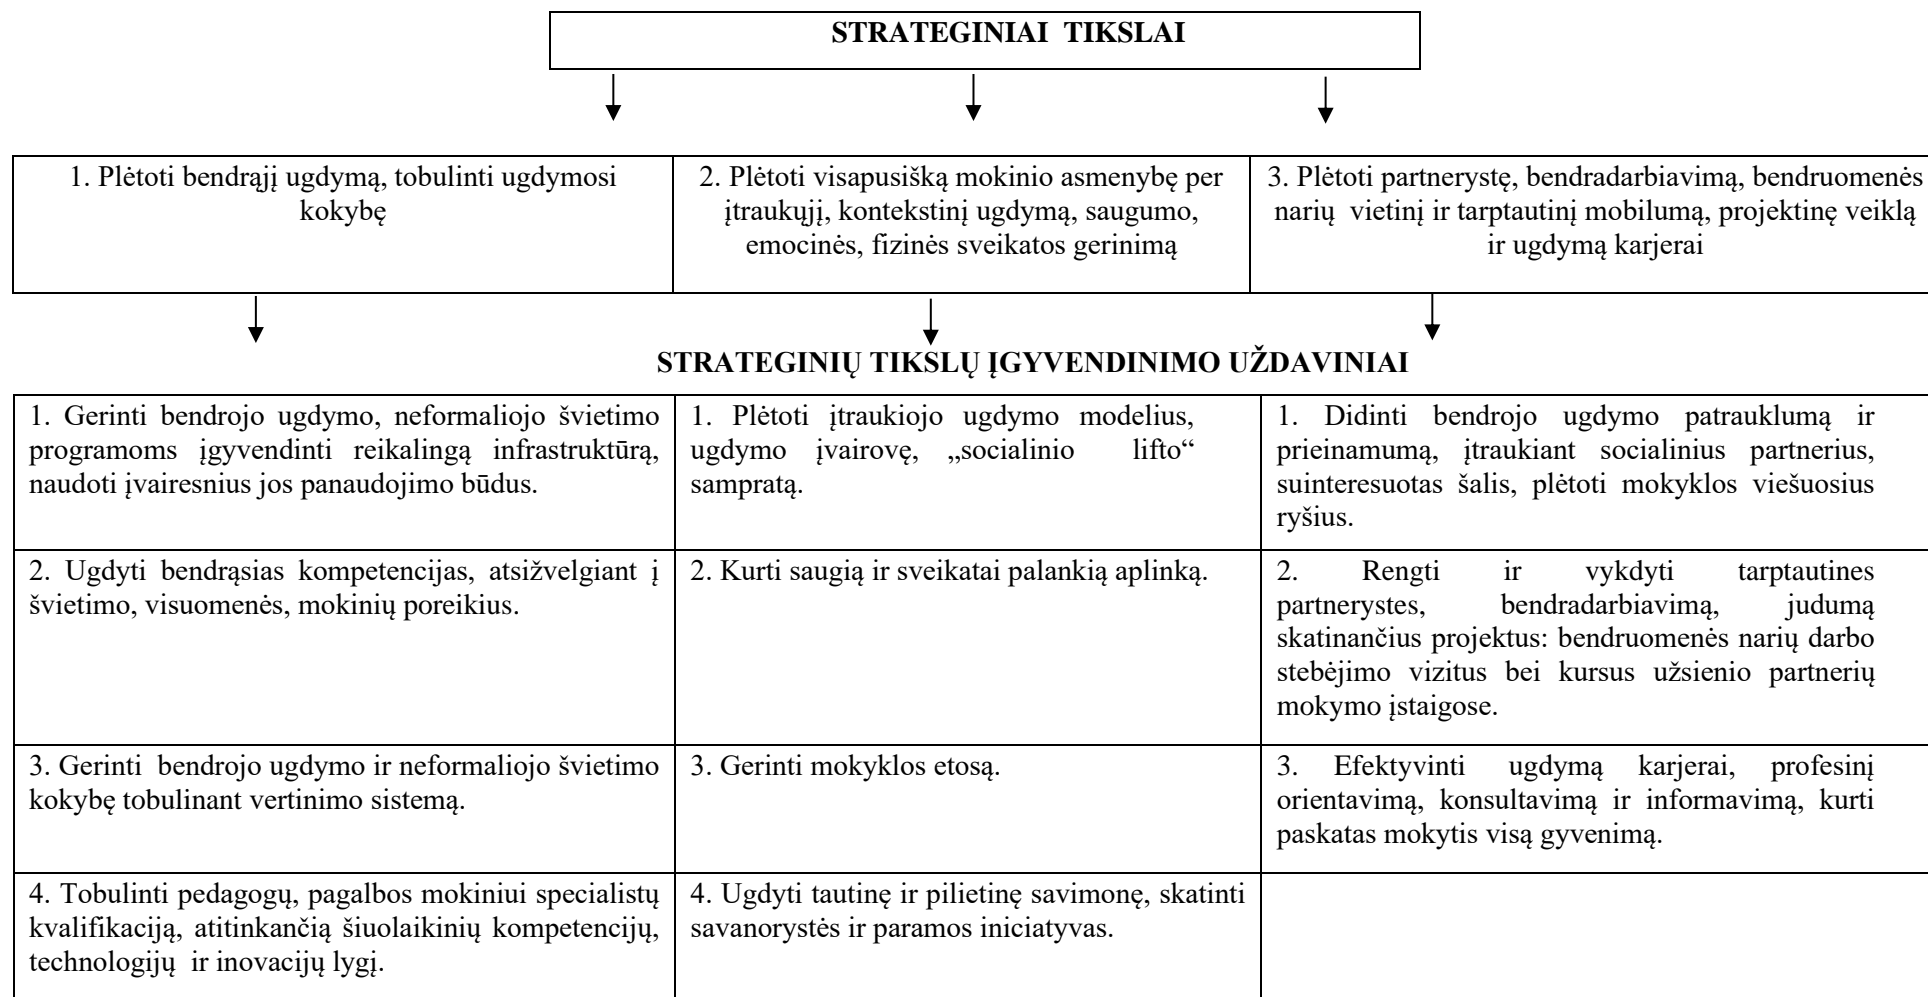 STRATEGINIAI TIKSLAI
1. Plėtoti bendrąjį ugdymą, tobulinti ugdymosi
kokybę
2. Plėtoti visapusišką mokinio asmenybę per
įtraukųjį, kontekstinį ugdymą, saugumo,
emocinės, fizinės sveikatos gerinimą
3. Plėtoti partnerystę, bendradarbiavimą, bendruomenės
narių vietinį ir tarptautinį mobilumą, projektinę veiklą
ir ugdymą karjerai
STRATEGINIŲ TIKSLŲ ĮGYVENDINIMO UŽDAVINIAI
1. Gerinti bendrojo ugdymo, neformaliojo švietimo
programoms įgyvendinti reikalingą infrastruktūrą,
naudoti įvairesnius jos panaudojimo būdus.
1. Plėtoti įtraukiojo ugdymo modelius,
ugdymo įvairovę, „socialinio lifto“
sampratą.
1. Didinti bendrojo ugdymo patrauklumą ir
prieinamumą, įtraukiant socialinius partnerius,
suinteresuotas šalis, plėtoti mokyklos viešuosius
ryšius.
2. Ugdyti bendrąsias kompetencijas, atsižvelgiant į
švietimo, visuomenės, mokinių poreikius.
2. Kurti saugią ir sveikatai palankią aplinką.
2. Rengti ir vykdyti tarptautines
partnerystes, bendradarbiavimą, judumą
skatinančius projektus: bendruomenės narių darbo
stebėjimo vizitus bei kursus užsienio partnerių
mokymo įstaigose.
3. Gerinti bendrojo ugdymo ir neformaliojo švietimo
kokybę tobulinant vertinimo sistemą.
3. Gerinti mokyklos etosą.
3. Efektyvinti ugdymą karjerai, profesinį
orientavimą, konsultavimą ir informavimą, kurti
paskatas mokytis visą gyvenimą.
4. Tobulinti pedagogų, pagalbos mokiniui specialistų
kvalifikaciją, atitinkančią šiuolaikinių kompetencijų,
technologijų ir inovacijų lygį.
4. Ugdyti tautinę ir pilietinę savimonę, skatinti
savanorystės ir paramos iniciatyvas.